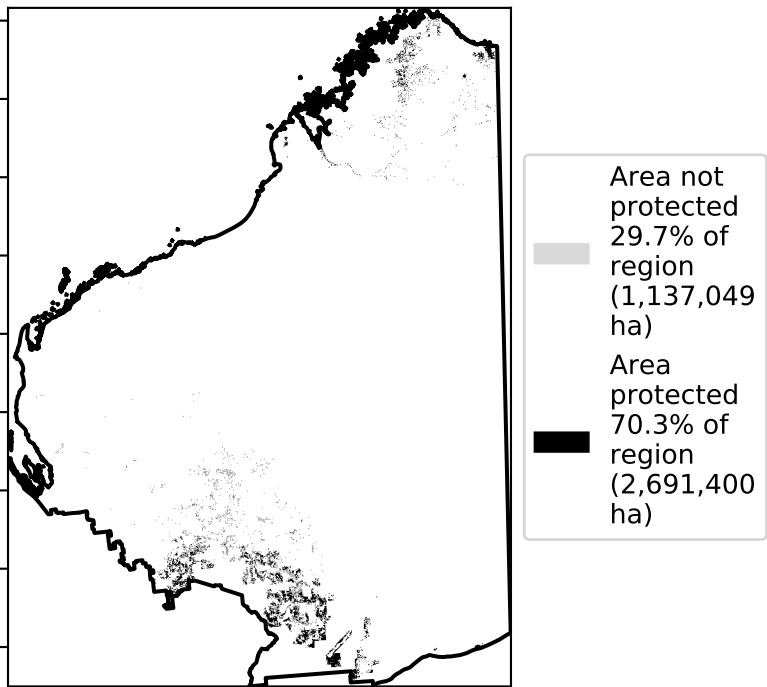 Area not
protected
29.7% of
region
(1,137,049
ha)
Area
protected
70.3% of
region
(2,691,400
ha)